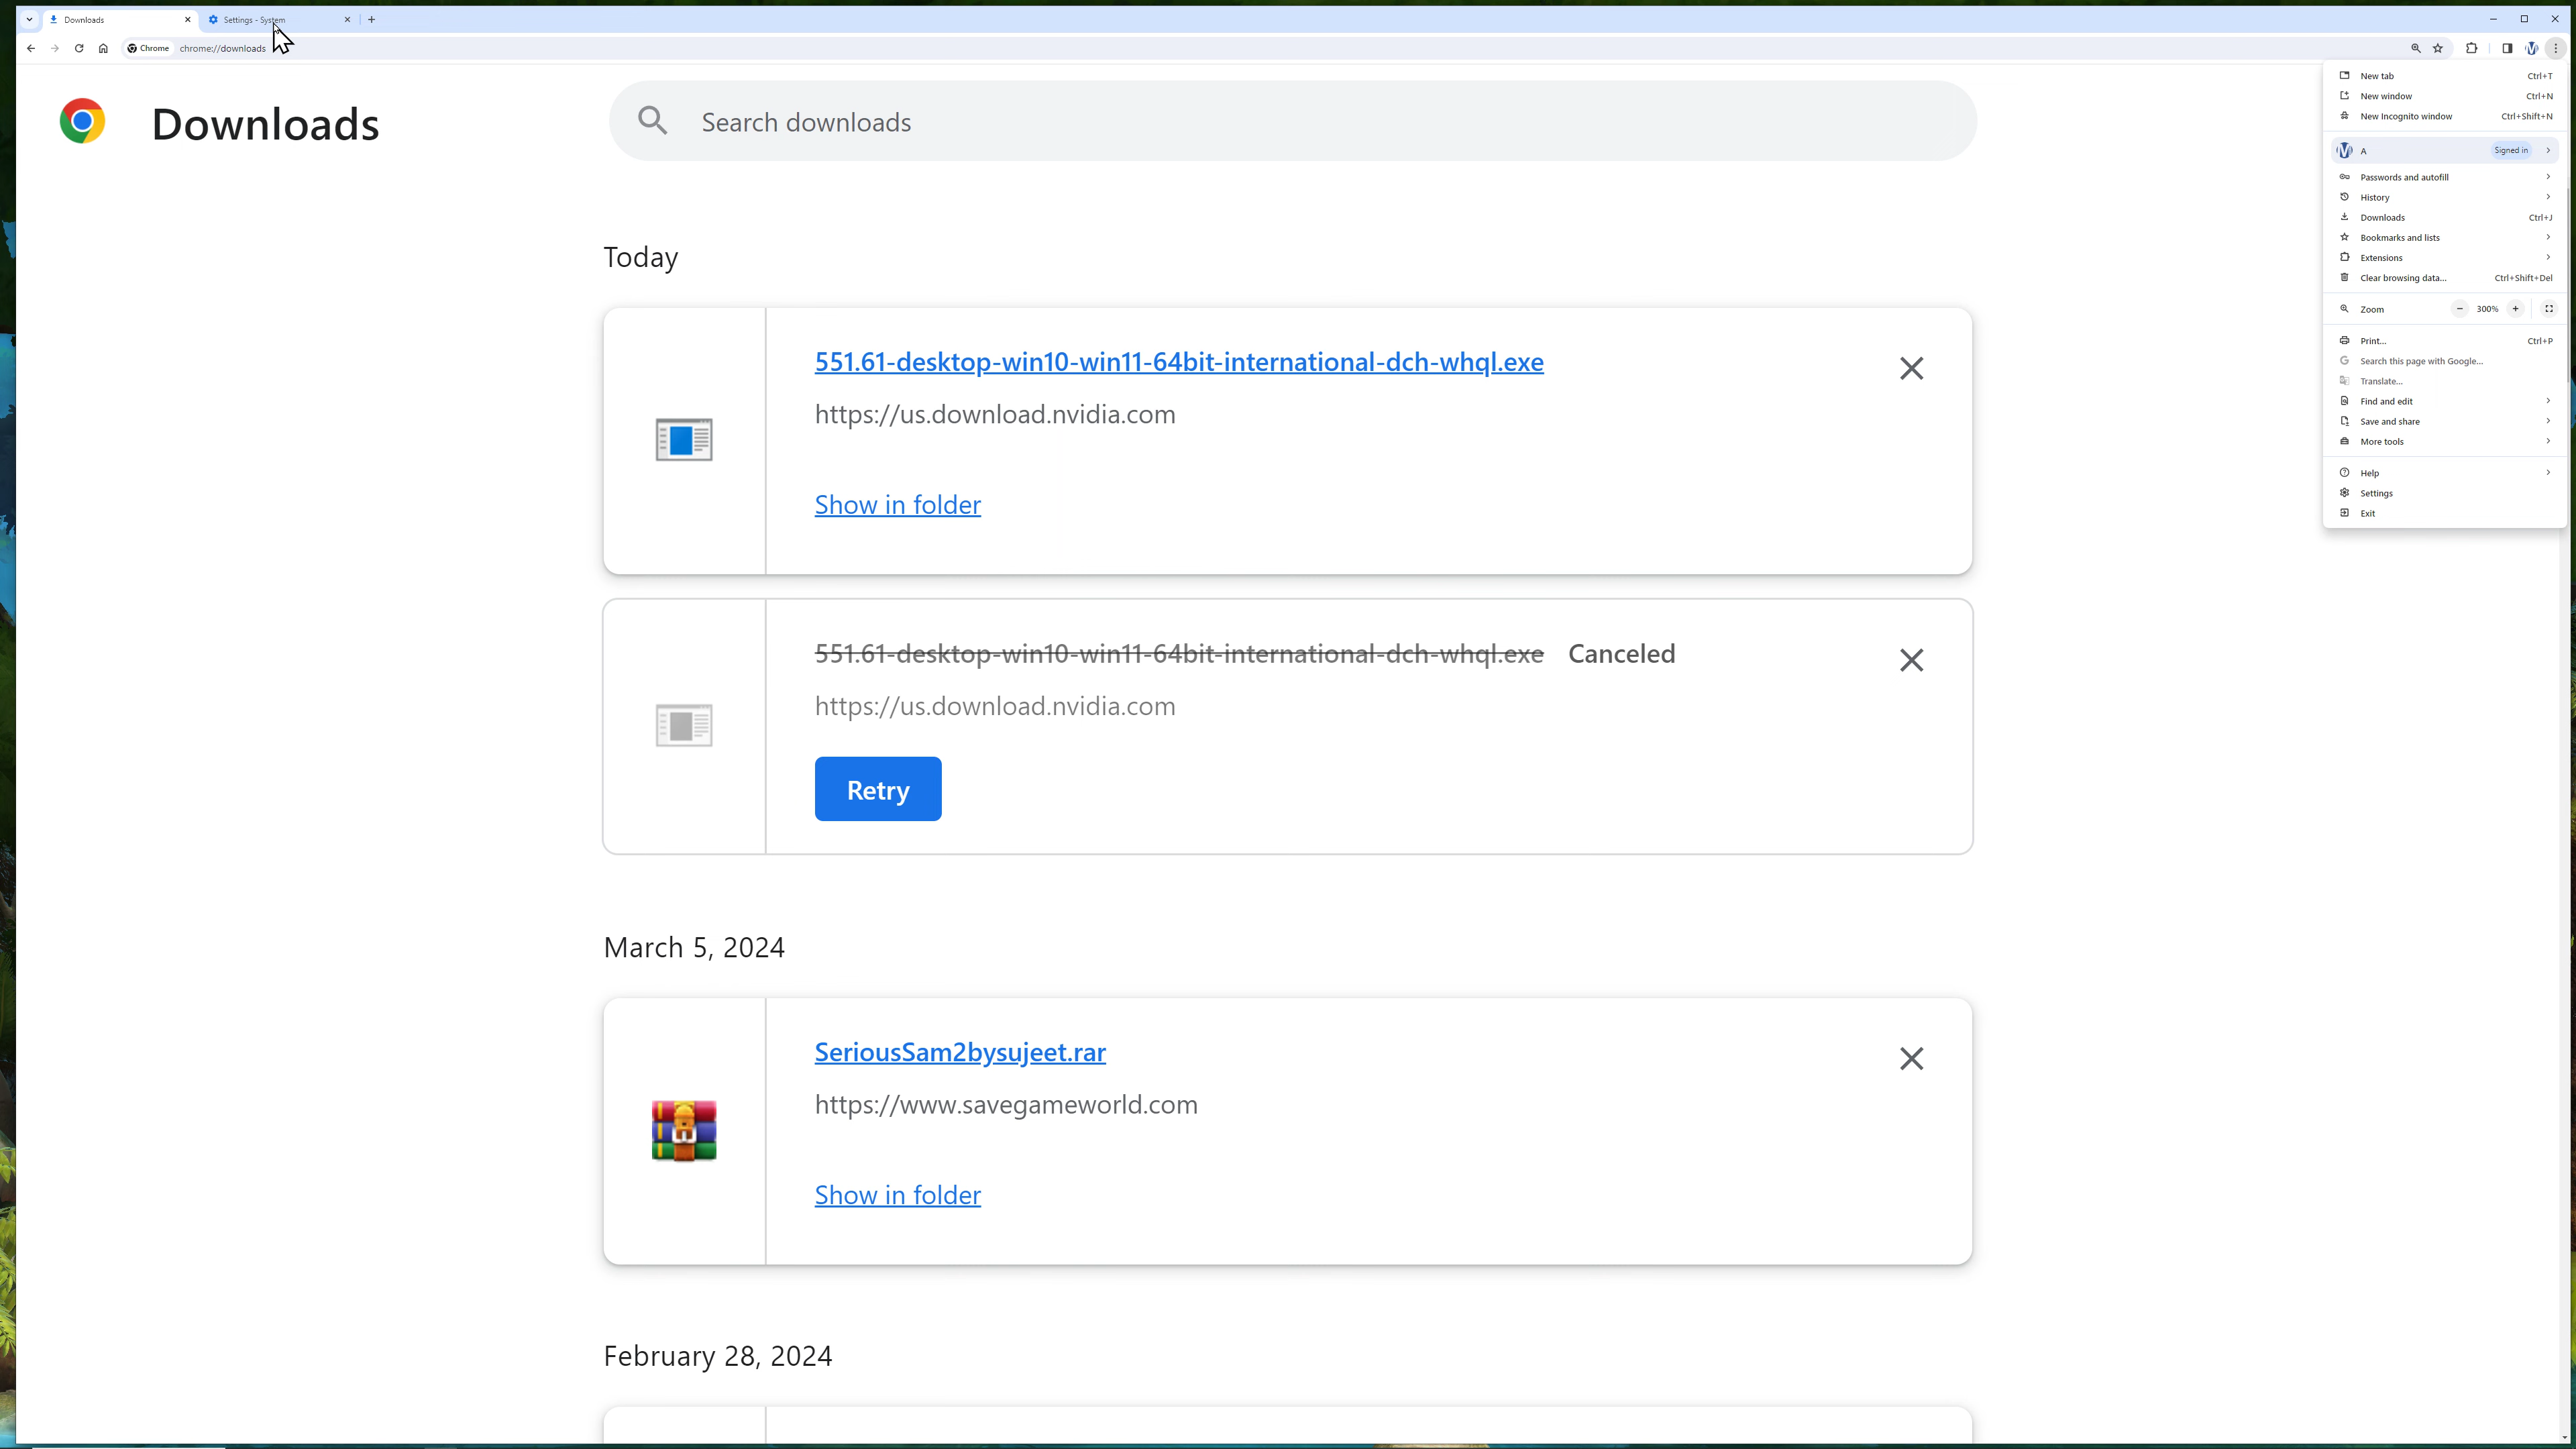 Downloads
Settings - System
Chrome chrome://downloads
Downloads
Search downloads
Today
551.61-desktop-win10-win11-64bit-international-dch-whql.exe
https://us.download.nvidia.com
Show in folder
551.61-desktop-win10-win11-64bit-international-dch-whql.exe Canceled
https://us.download.nvidia.com
Retry
March 5, 2024
SeriousSam2bysujeet.rar
https://www.savegameworld.com
Show in folder
February 28, 2024
New tab Ctrl+T
New window Ctrl+N
New Incognito window Ctrl+Shift+N
A Signed in
Passwords and autofill
History
Downloads Ctrl+J
Bookmarks and lists
Extensions
Clear browsing data... Ctrl+Shift+Del
Zoom − 300% +
Print... Ctrl+P
Search this page with Google...
Translate...
Find and edit
Save and share
More tools
Help
Settings
Exit